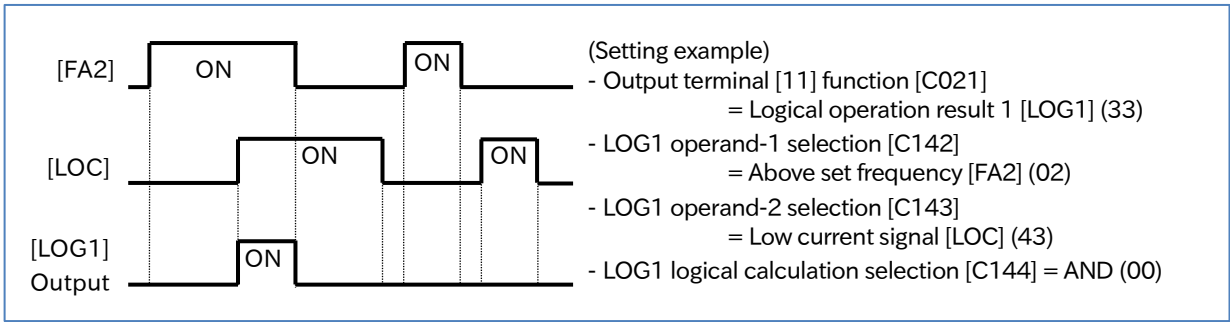 [FA2]
ON
ON
[LOC]
ON
ON
[LOG1]
Output
ON
(Setting example)
- Output terminal [11] function [C021]
= Logical operation result 1 [LOG1] (33)
- LOG1 operand-1 selection [C142]
= Above set frequency [FA2] (02)
- LOG1 operand-2 selection [C143]
= Low current signal [LOC] (43)
- LOG1 logical calculation selection [C144] = AND (00)